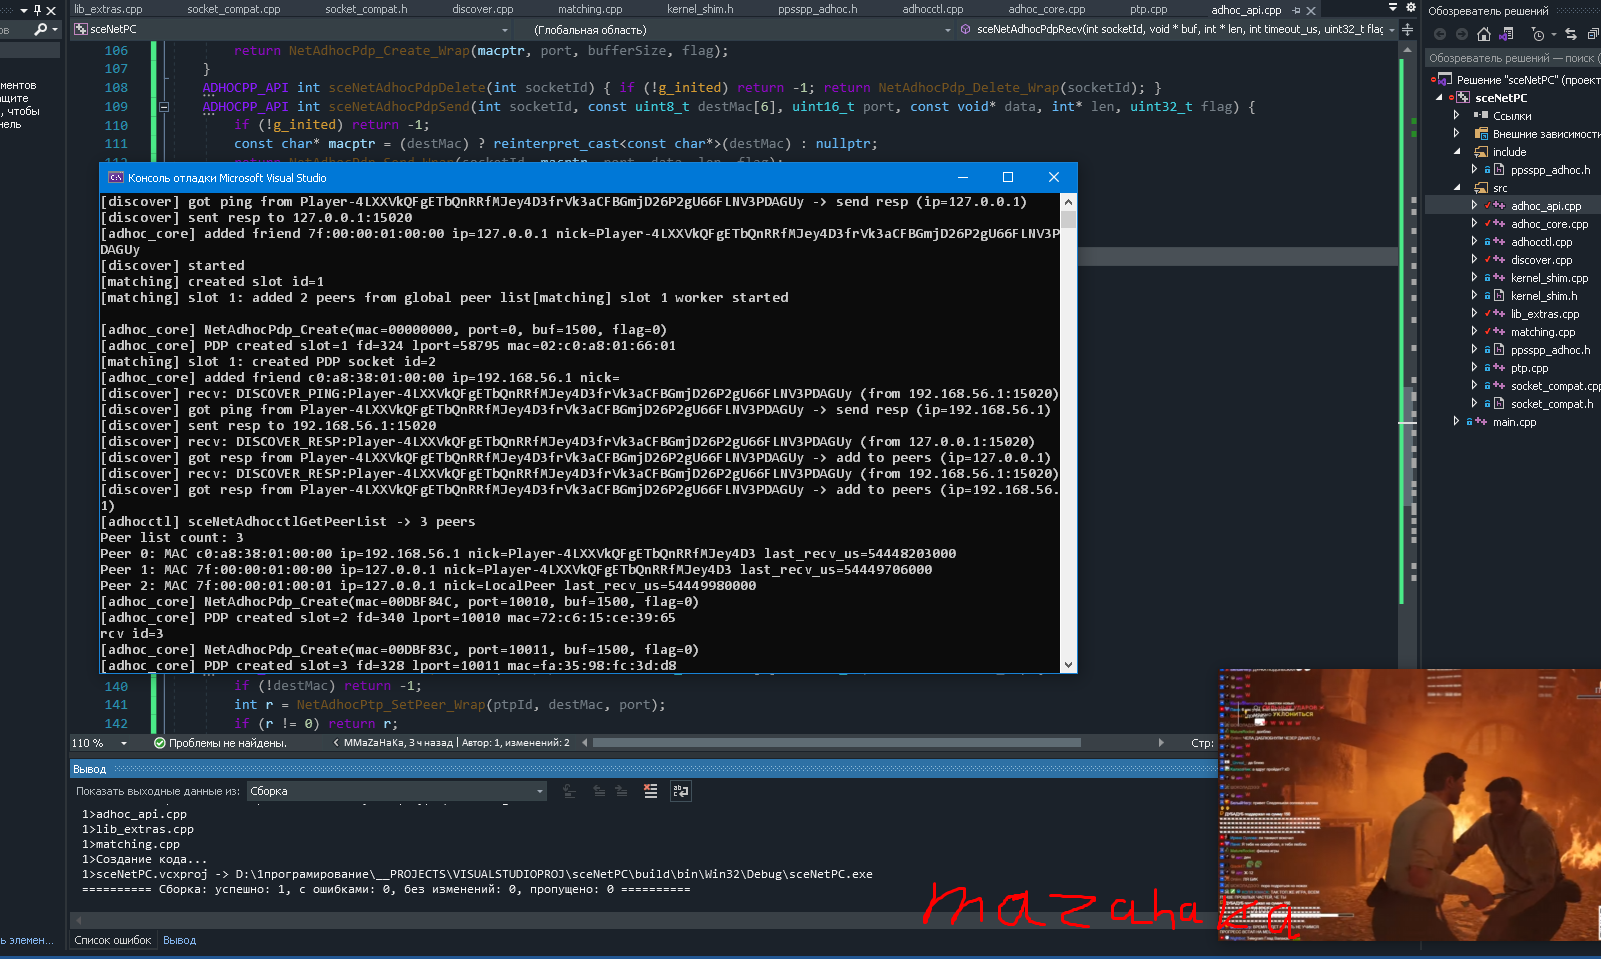 lib_extras.cpp socket_compat.cpp socket_compat.h discover.cpp matching.cpp kernel_shim.h ppsspp_adhoc.h adhocctl.cpp adhoc_core.cpp ptp.cpp adhoc_api.cpp
sceNetPC (Глобальная область) sceNetAdhocPdpRecv(int socketId, void * buf, int * len, int timeout_us, uint32_t flag
106 return NetAdhocPdp_Create_Wrap(macptr, port, bufferSize, flag);
107 }
108 ADHOCPP_API int sceNetAdhocPdpDelete(int socketId) { if (!g_inited) return -1; return NetAdhocPdp_Delete_Wrap(socketId); }
109 ADHOCPP_API int sceNetAdhocPdpSend(int socketId, const uint8_t destMac[6], uint16_t port, const void* data, int* len, uint32_t flag) {
110 if (!g_inited) return -1;
111 const char* macptr = (destMac) ? reinterpret_cast<const char*>(destMac) : nullptr;
Консоль отладки Microsoft Visual Studio
[discover] got ping from Player-4LXXVkQFgETbQnRRfMJey4D3frVk3aCFBGmjD26P2gU66FLNV3PDAGUy -> send resp (ip=127.0.0.1)
[discover] sent resp to 127.0.0.1:15020
[adhoc_core] added friend 7f:00:00:01:00:00 ip=127.0.0.1 nick=Player-4LXXVkQFgETbQnRRfMJey4D3frVk3aCFBGmjD26P2gU66FLNV3P
DAGUy
[discover] started
[matching] created slot id=1
[matching] slot 1: added 2 peers from global peer list[matching] slot 1 worker started
[adhoc_core] NetAdhocPdp_Create(mac=00000000, port=0, buf=1500, flag=0)
[adhoc_core] PDP created slot=1 fd=324 lport=58795 mac=02:c0:a8:01:66:01
[matching] slot 1: created PDP socket id=2
[adhoc_core] added friend c0:a8:38:01:00:00 ip=192.168.56.1 nick=
[discover] recv: DISCOVER_PING:Player-4LXXVkQFgETbQnRRfMJey4D3frVk3aCFBGmjD26P2gU66FLNV3PDAGUy (from 192.168.56.1:15020)
[discover] got ping from Player-4LXXVkQFgETbQnRRfMJey4D3frVk3aCFBGmjD26P2gU66FLNV3PDAGUy -> send resp (ip=192.168.56.1)
[discover] sent resp to 192.168.56.1:15020
[discover] recv: DISCOVER_RESP:Player-4LXXVkQFgETbQnRRfMJey4D3frVk3aCFBGmjD26P2gU66FLNV3PDAGUy (from 127.0.0.1:15020)
[discover] got resp from Player-4LXXVkQFgETbQnRRfMJey4D3frVk3aCFBGmjD26P2gU66FLNV3PDAGUy -> add to peers (ip=127.0.0.1)
[discover] recv: DISCOVER_RESP:Player-4LXXVkQFgETbQnRRfMJey4D3frVk3aCFBGmjD26P2gU66FLNV3PDAGUy (from 192.168.56.1:15020)
[discover] got resp from Player-4LXXVkQFgETbQnRRfMJey4D3frVk3aCFBGmjD26P2gU66FLNV3PDAGUy -> add to peers (ip=192.168.56.
1)
[adhocctl] sceNetAdhocctlGetPeerList -> 3 peers
Peer list count: 3
Peer 0: MAC c0:a8:38:01:00:00 ip=192.168.56.1 nick=Player-4LXXVkQFgETbQnRRfMJey4D3 last_recv_us=54448203000
Peer 1: MAC 7f:00:00:01:00:00 ip=127.0.0.1 nick=Player-4LXXVkQFgETbQnRRfMJey4D3 last_recv_us=54449706000
Peer 2: MAC 7f:00:00:01:00:01 ip=127.0.0.1 nick=LocalPeer last_recv_us=54449980000
[adhoc_core] NetAdhocPdp_Create(mac=00DBF84C, port=10010, buf=1500, flag=0)
[adhoc_core] PDP created slot=2 fd=340 lport=10010 mac=72:c6:15:ce:39:65
rcv id=3
[adhoc_core] NetAdhocPdp_Create(mac=00DBF83C, port=10011, buf=1500, flag=0)
[adhoc_core] PDP created slot=3 fd=328 lport=10011 mac=fa:35:98:fc:3d:d8
140 if (!destMac) return -1;
141 int r = NetAdhocPtp_SetPeer_Wrap(ptpId, destMac, port);
142 if (r != 0) return r;
110 % Проблемы не найдены. MMaZaHaKa, 3 ч назад | Автор: 1, изменений: 2 Стр:
Вывод
Показать выходные данные из: Сборка
1>adhoc_api.cpp
1>lib_extras.cpp
1>matching.cpp
1>Создание кода...
1>sceNetPC.vcxproj -> D:\1програмирование\__PROJECTS\VISUALSTUDIOPROJ\sceNetPC\build\bin\Win32\Debug\sceNetPC.exe
========== Сборка: успешно: 1, с ошибками: 0, без изменений: 0, пропущено: 0 ==========
Список ошибок Вывод
Обозреватель решений
Обозреватель решений — поиск (
Решение "sceNetPC" (проект
sceNetPC
Ссылки
Внешние зависимости
include
ppsspp_adhoc.h
src
adhoc_api.cpp
adhoc_core.cpp
adhocctl.cpp
discover.cpp
kernel_shim.cpp
kernel_shim.h
lib_extras.cpp
matching.cpp
ppsspp_adhoc.h
ptp.cpp
socket_compat.cpp
socket_compat.h
main.cpp
mazahaka